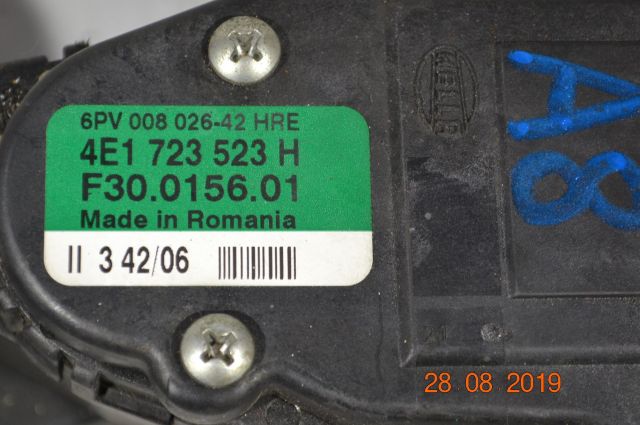 6PV 008 026-42 HRE
4E1 723 523 H
F30.0156.01
Made in Romania
II 3 42/06
HELLA
A8
28 08 2019